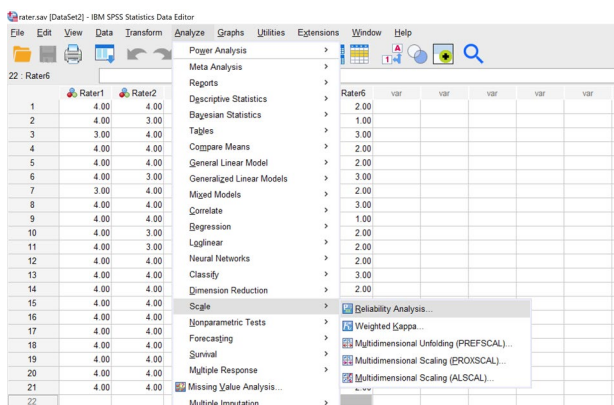 rater.sav [DataSet2] - IBM SPSS Statistics Data Editor
File Edit View Data Transform Analyze Graphs Utilities Extensions Window Help
22 : Rater6
Rater1 Rater2 Rater6 var var var var var
1 4.00 4.00 2.00
2 4.00 3.00 1.00
3 3.00 4.00 3.00
4 4.00 4.00 2.00
5 4.00 4.00 2.00
6 4.00 3.00 3.00
7 3.00 4.00 2.00
8 4.00 4.00 3.00
9 4.00 4.00 1.00
10 4.00 3.00 2.00
11 4.00 3.00 2.00
12 4.00 4.00 2.00
13 4.00 4.00 3.00
14 4.00 4.00 2.00
15 4.00 4.00
16 4.00 4.00
17 4.00 4.00
18 4.00 4.00
19 4.00 4.00
20 4.00 4.00
21 4.00 4.00
22
Power Analysis
Meta Analysis
Reports
Descriptive Statistics
Bayesian Statistics
Tables
Compare Means
General Linear Model
Generalized Linear Models
Mixed Models
Correlate
Regression
Loglinear
Neural Networks
Classify
Dimension Reduction
Scale
Nonparametric Tests
Forecasting
Survival
Multiple Response
Missing Value Analysis...
Multiple Imputation
Reliability Analysis...
Weighted Kappa...
Multidimensional Unfolding (PREFSCAL)...
Multidimensional Scaling (PROXSCAL)...
Multidimensional Scaling (ALSCAL)...